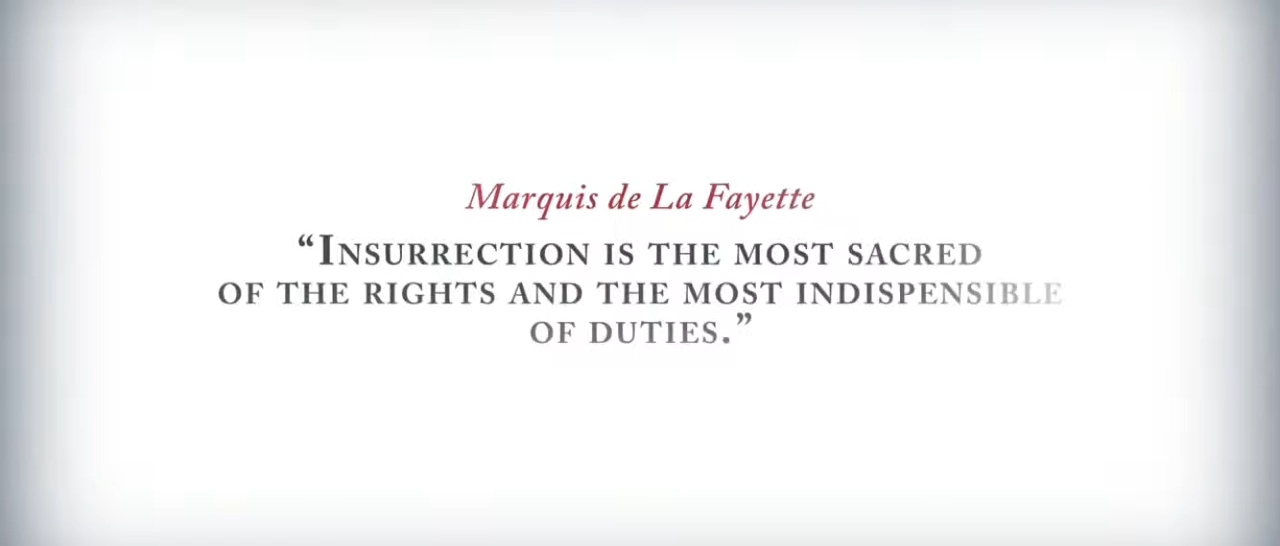 Marquis de La Fayette
“Insurrection is the most sacred
of the rights and the most indispensible
of duties.”